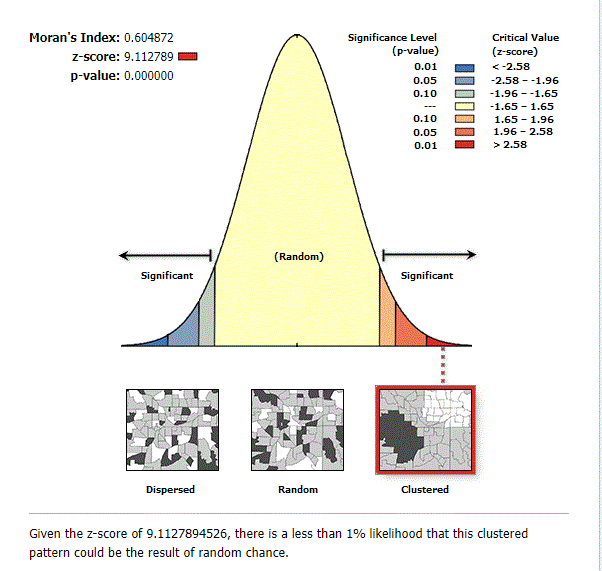 Moran's Index: 0.604872
z-score: 9.112789
p-value: 0.000000
Significance Level
(p-value)
Critical Value
(z-score)
0.01 < -2.58
0.05 -2.58 – -1.96
0.10 -1.96 – -1.65
--- -1.65 – 1.65
0.10 1.65 – 1.96
0.05 1.96 – 2.58
0.01 > 2.58
(Random)
Significant
Significant
Dispersed
Random
Clustered
Given the z-score of 9.1127894526, there is a less than 1% likelihood that this clustered
pattern could be the result of random chance.